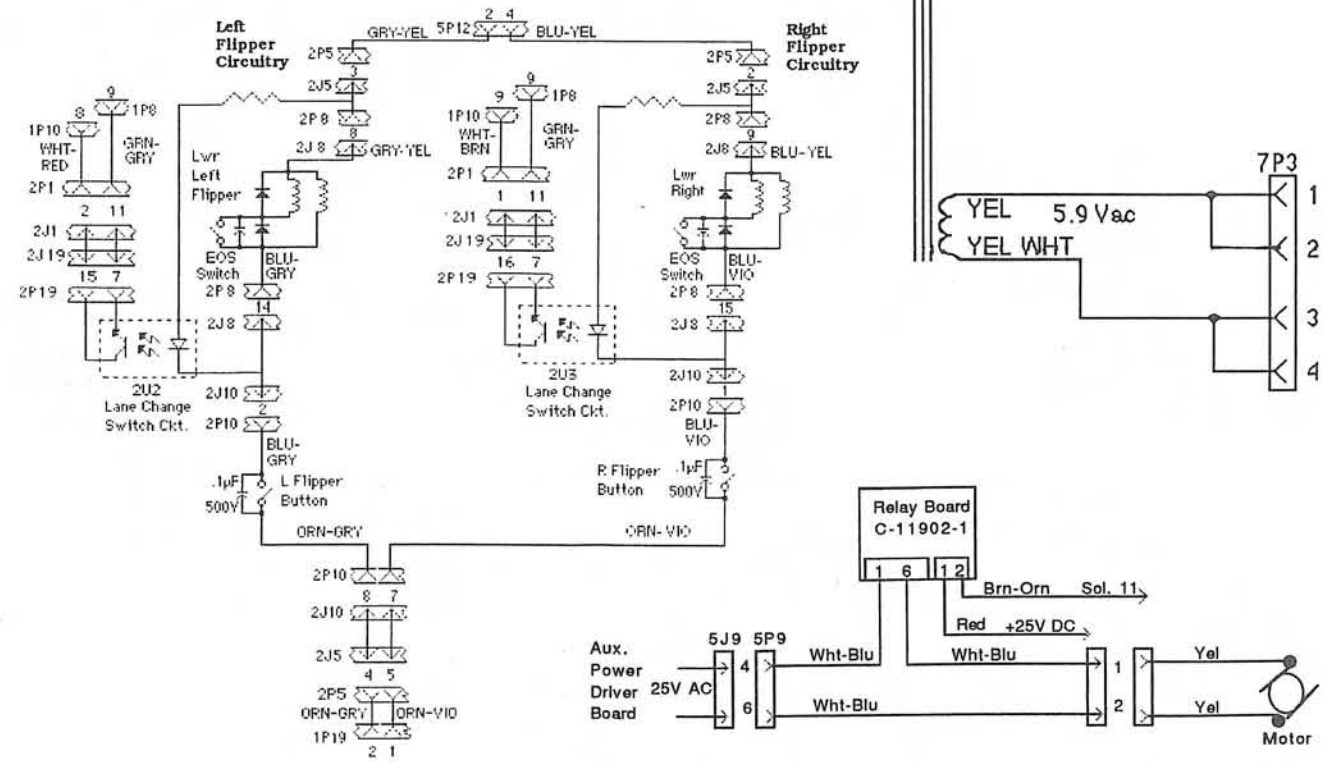 Left
Flipper
Circuitry
GRY-YEL
5P12
2 4
BLU-YEL
Right
Flipper
Circuitry
2P5
3
2J5
2P8
8
2J8
GRY-YEL
9
1P8
8
1P10
WHT-
RED
GRN-
GRY
2P1
2 11
2J1
2J19
15 7
2P19
Lwr
Left
Flipper
EOS
Switch
BLU-
GRY
2P8
14
2J8
2U2
Lane Change
Switch Ckt.
2J10
2
2P10
BLU-
GRY
.1µF
500V
L Flipper
Button
ORN-GRY
2P5
2
2J5
2P8
9
2J8
BLU-YEL
9
1P8
9
1P10
WHT-
BRN
GRN-
GRY
2P1
1 11
2J1
2J19
16 7
2P19
Lwr
Right
EOS
Switch
BLU-
VIO
2P8
15
2J8
2U3
Lane Change
Switch Ckt.
2J10
1
2P10
BLU-
VIO
R Flipper
Button
.1µF
500V
ORN-VIO
2P10
8 7
2J10
2J5
4 5
2P5
ORN-GRY
ORN-VIO
1P19
2 1
7P3
YEL
5.9 Vac
YEL WHT
1
2
3
4
Relay Board
C-11902-1
1 6
1 2
Brn-Orn
Sol. 11
Red
+25V DC
Aux.
Power
Driver
Board
25V AC
5J9
5P9
4
6
Wht-Blu
Wht-Blu
Wht-Blu
1
2
Yel
Yel
Motor